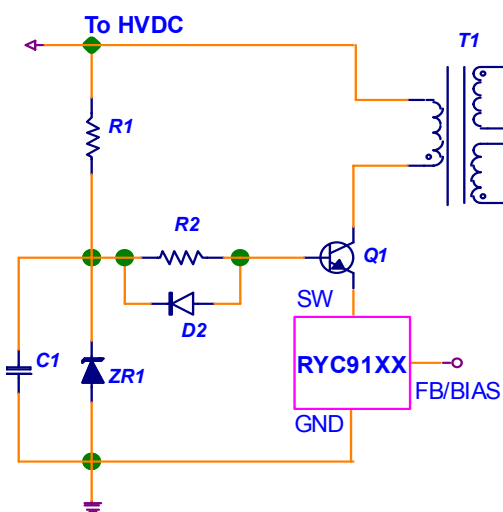 To HVDC
T1
R1
R2
Q1
D2
SW
C1
ZR1
RYC91XX
FB/BIAS
GND